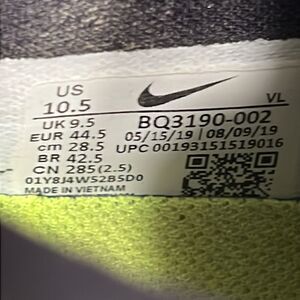 US
10.5
VL
UK 9.5
BQ3190-002
EUR 44.5
05/15/19 | 08/09/19
cm 28.5
UPC 00193151519016
BR 42.5
CN 285(2.5)
01Y8J4WS2B5D0
MADE IN VIETNAM